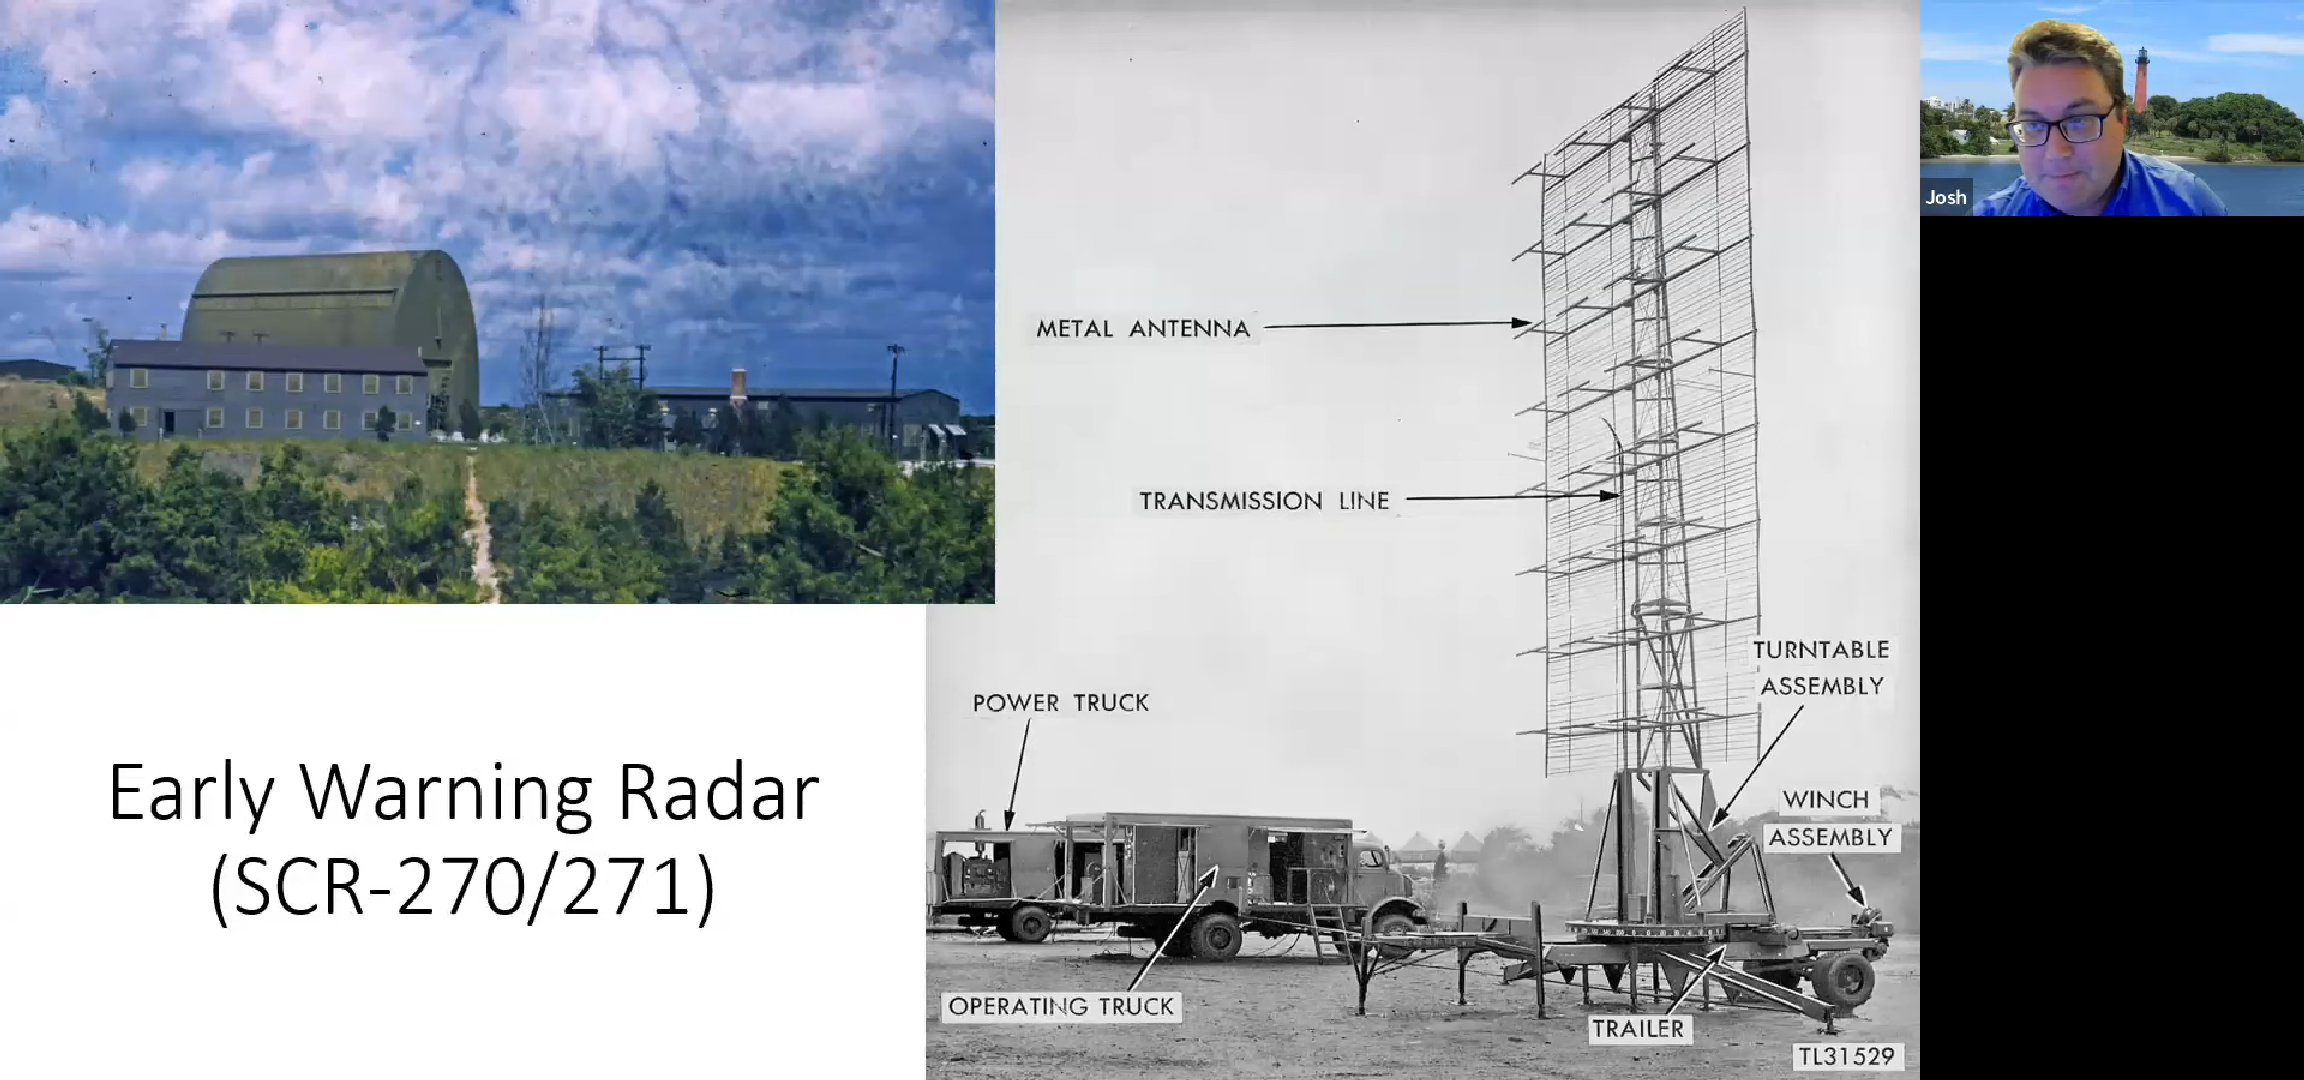 METAL ANTENNA
TRANSMISSION LINE
TURNTABLE
ASSEMBLY
POWER TRUCK
WINCH
ASSEMBLY
OPERATING TRUCK
TRAILER
TL31529
Early Warning Radar
(SCR-270/271)
Josh